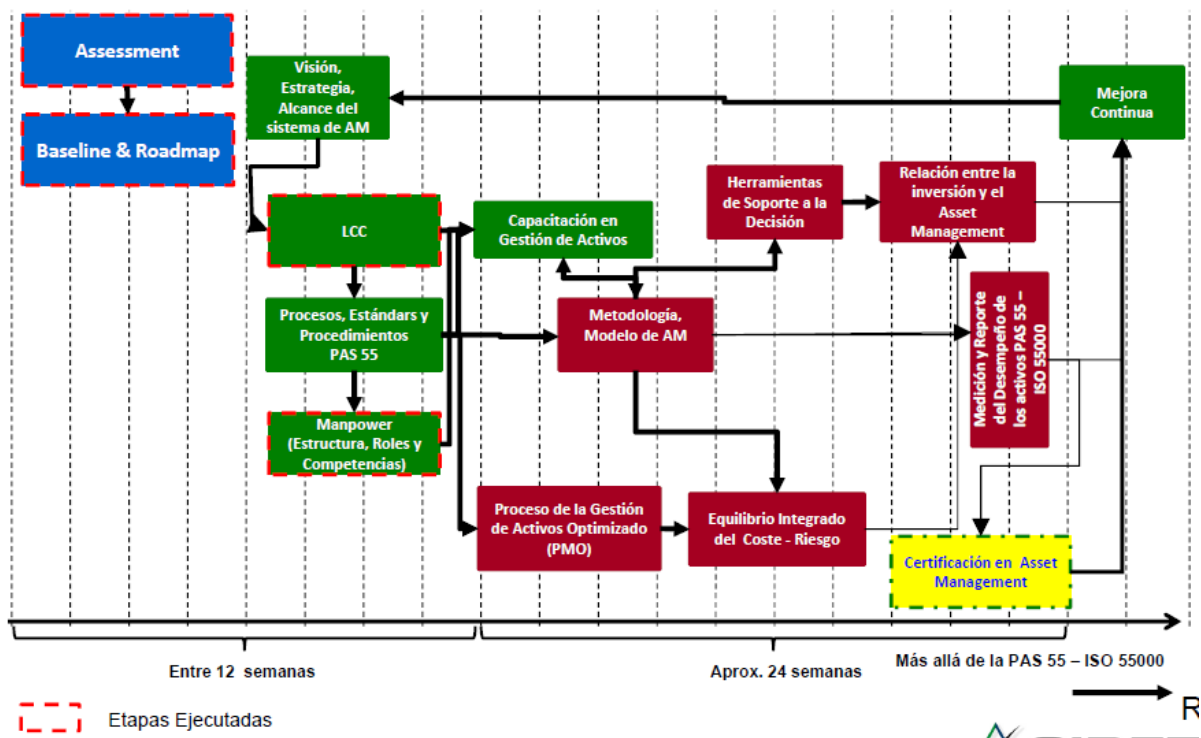 Assessment
Baseline & Roadmap
Visión,
Estrategia,
Alcance del
sistema de AM
Mejora
Continua
LCC
Capacitación en
Gestión de Activos
Herramientas
de Soporte a la
Decisión
Relación entre la
inversión y el
Asset
Management
Procesos, Estándars y
Procedimientos
PAS 55
Metodología,
Modelo de AM
Medición y Reporte
del Desempeño de
los activos PAS 55 –
ISO 55000
Manpower
(Estructura, Roles y
Competencias)
Proceso de la Gestión
de Activos Optimizado
(PMO)
Equilibrio Integrado
del Coste - Riesgo
Certificación en Asset
Management
Entre 12 semanas
Aprox. 24 semanas
Más allá de la PAS 55 – ISO 55000
R
Etapas Ejecutadas